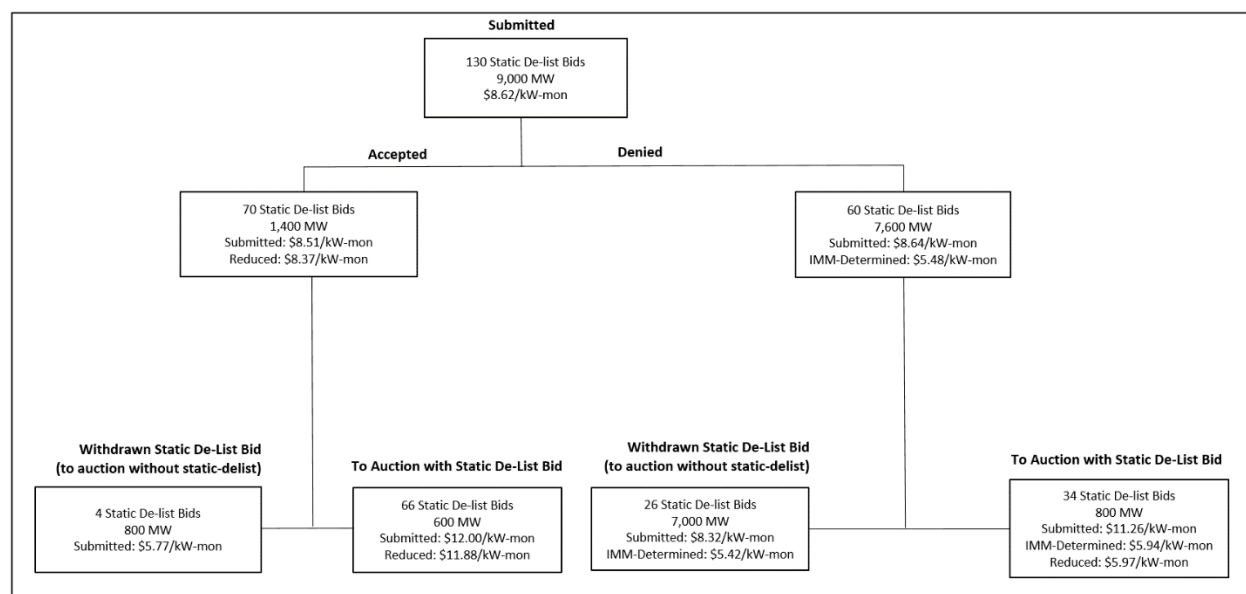 Submitted
130 Static De-list Bids
9,000 MW
$8.62/kW-mon
Accepted
Denied
70 Static De-list Bids
1,400 MW
Submitted: $8.51/kW-mon
Reduced: $8.37/kW-mon
60 Static De-list Bids
7,600 MW
Submitted: $8.64/kW-mon
IMM-Determined: $5.48/kW-mon
Withdrawn Static De-List Bid
(to auction without static-delist)
4 Static De-list Bids
800 MW
Submitted: $5.77/kW-mon
To Auction with Static De-List Bid
66 Static De-list Bids
600 MW
Submitted: $12.00/kW-mon
Reduced: $11.88/kW-mon
Withdrawn Static De-List Bid
(to auction without static-delist)
26 Static De-list Bids
7,000 MW
Submitted: $8.32/kW-mon
IMM-Determined: $5.42/kW-mon
To Auction with Static De-List Bid
34 Static De-list Bids
800 MW
Submitted: $11.26/kW-mon
IMM-Determined: $5.94/kW-mon
Reduced: $5.97/kW-mon